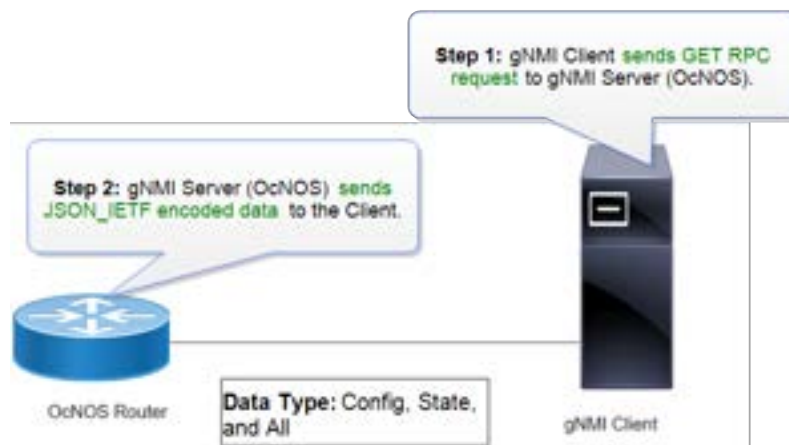 Step 1: gNMI Client sends GET RPC
request to gNMI Server (OcNOS).
Step 2: gNMI Server (OcNOS) sends
JSON_IETF encoded data to the Client.
OcNOS Router
Data Type: Config, State,
and All
gNMI Client